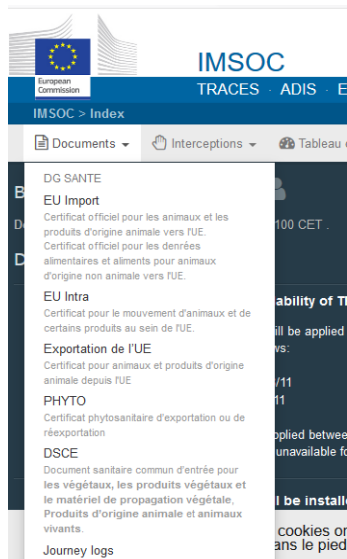 European
Commission
IMSOC
TRACES · ADIS ·
IMSOC > Index
Documents
Interceptions
Tableau
100 CET .
DG SANTE
EU Import
Certificat officiel pour les animaux et les
produits d'origine animale vers l'UE.
Certificat officiel pour les denrées
alimentaires et aliments pour animaux
d'origine non animale vers l'UE.
ability of
EU Intra
Certificat pour le mouvement d'animaux et de
certains produits au sein de l'UE.
ill be applied
ws:
Exportation de l'UE
Certificat pour animaux et produits d'origine
animale depuis l'UE
/11
11
PHYTO
Certificat phytosanitaire d'exportation ou de
réexportation
DSCE
Document sanitaire commun d'entrée pour
les végétaux, les produits végétaux et
le matériel de propagation végétale,
Produits d'origine animale et animaux
vivants.
pplied betwee
unavailable fo
l be installe
Journey logs
cookies or
ans le pied